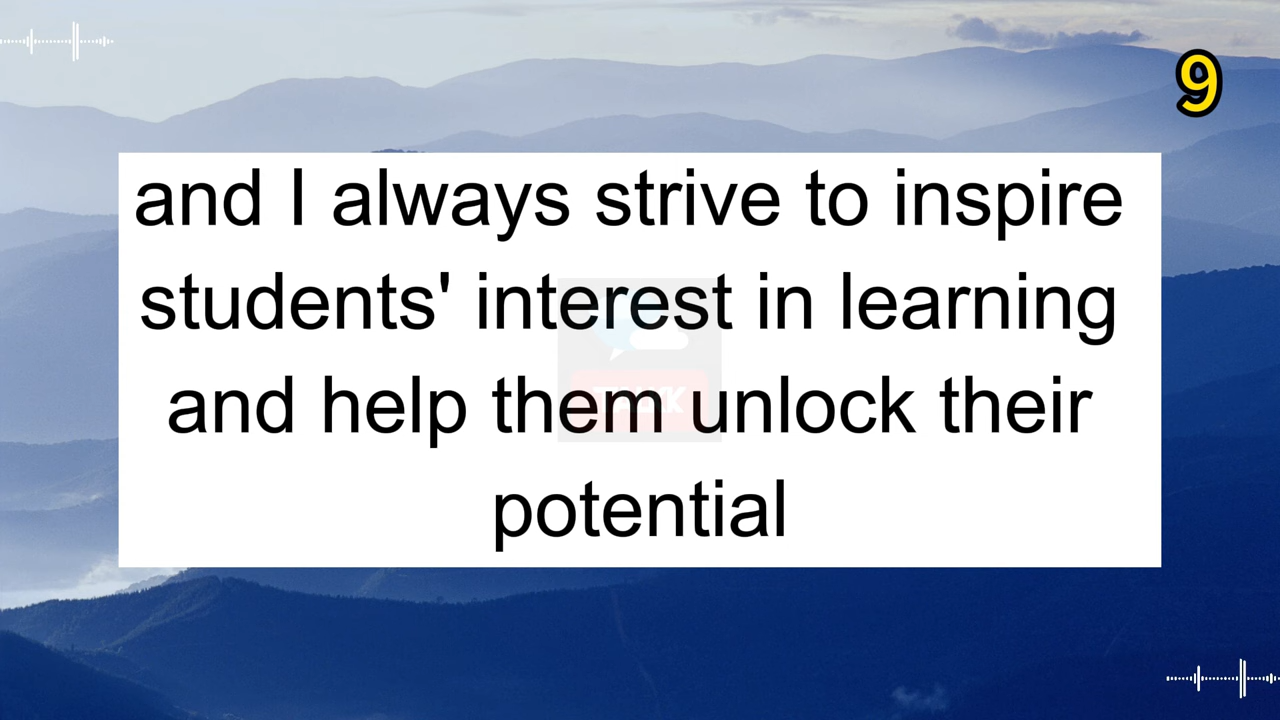 9
and I always strive to inspire
students' interest in learning
and help them unlock their
potential